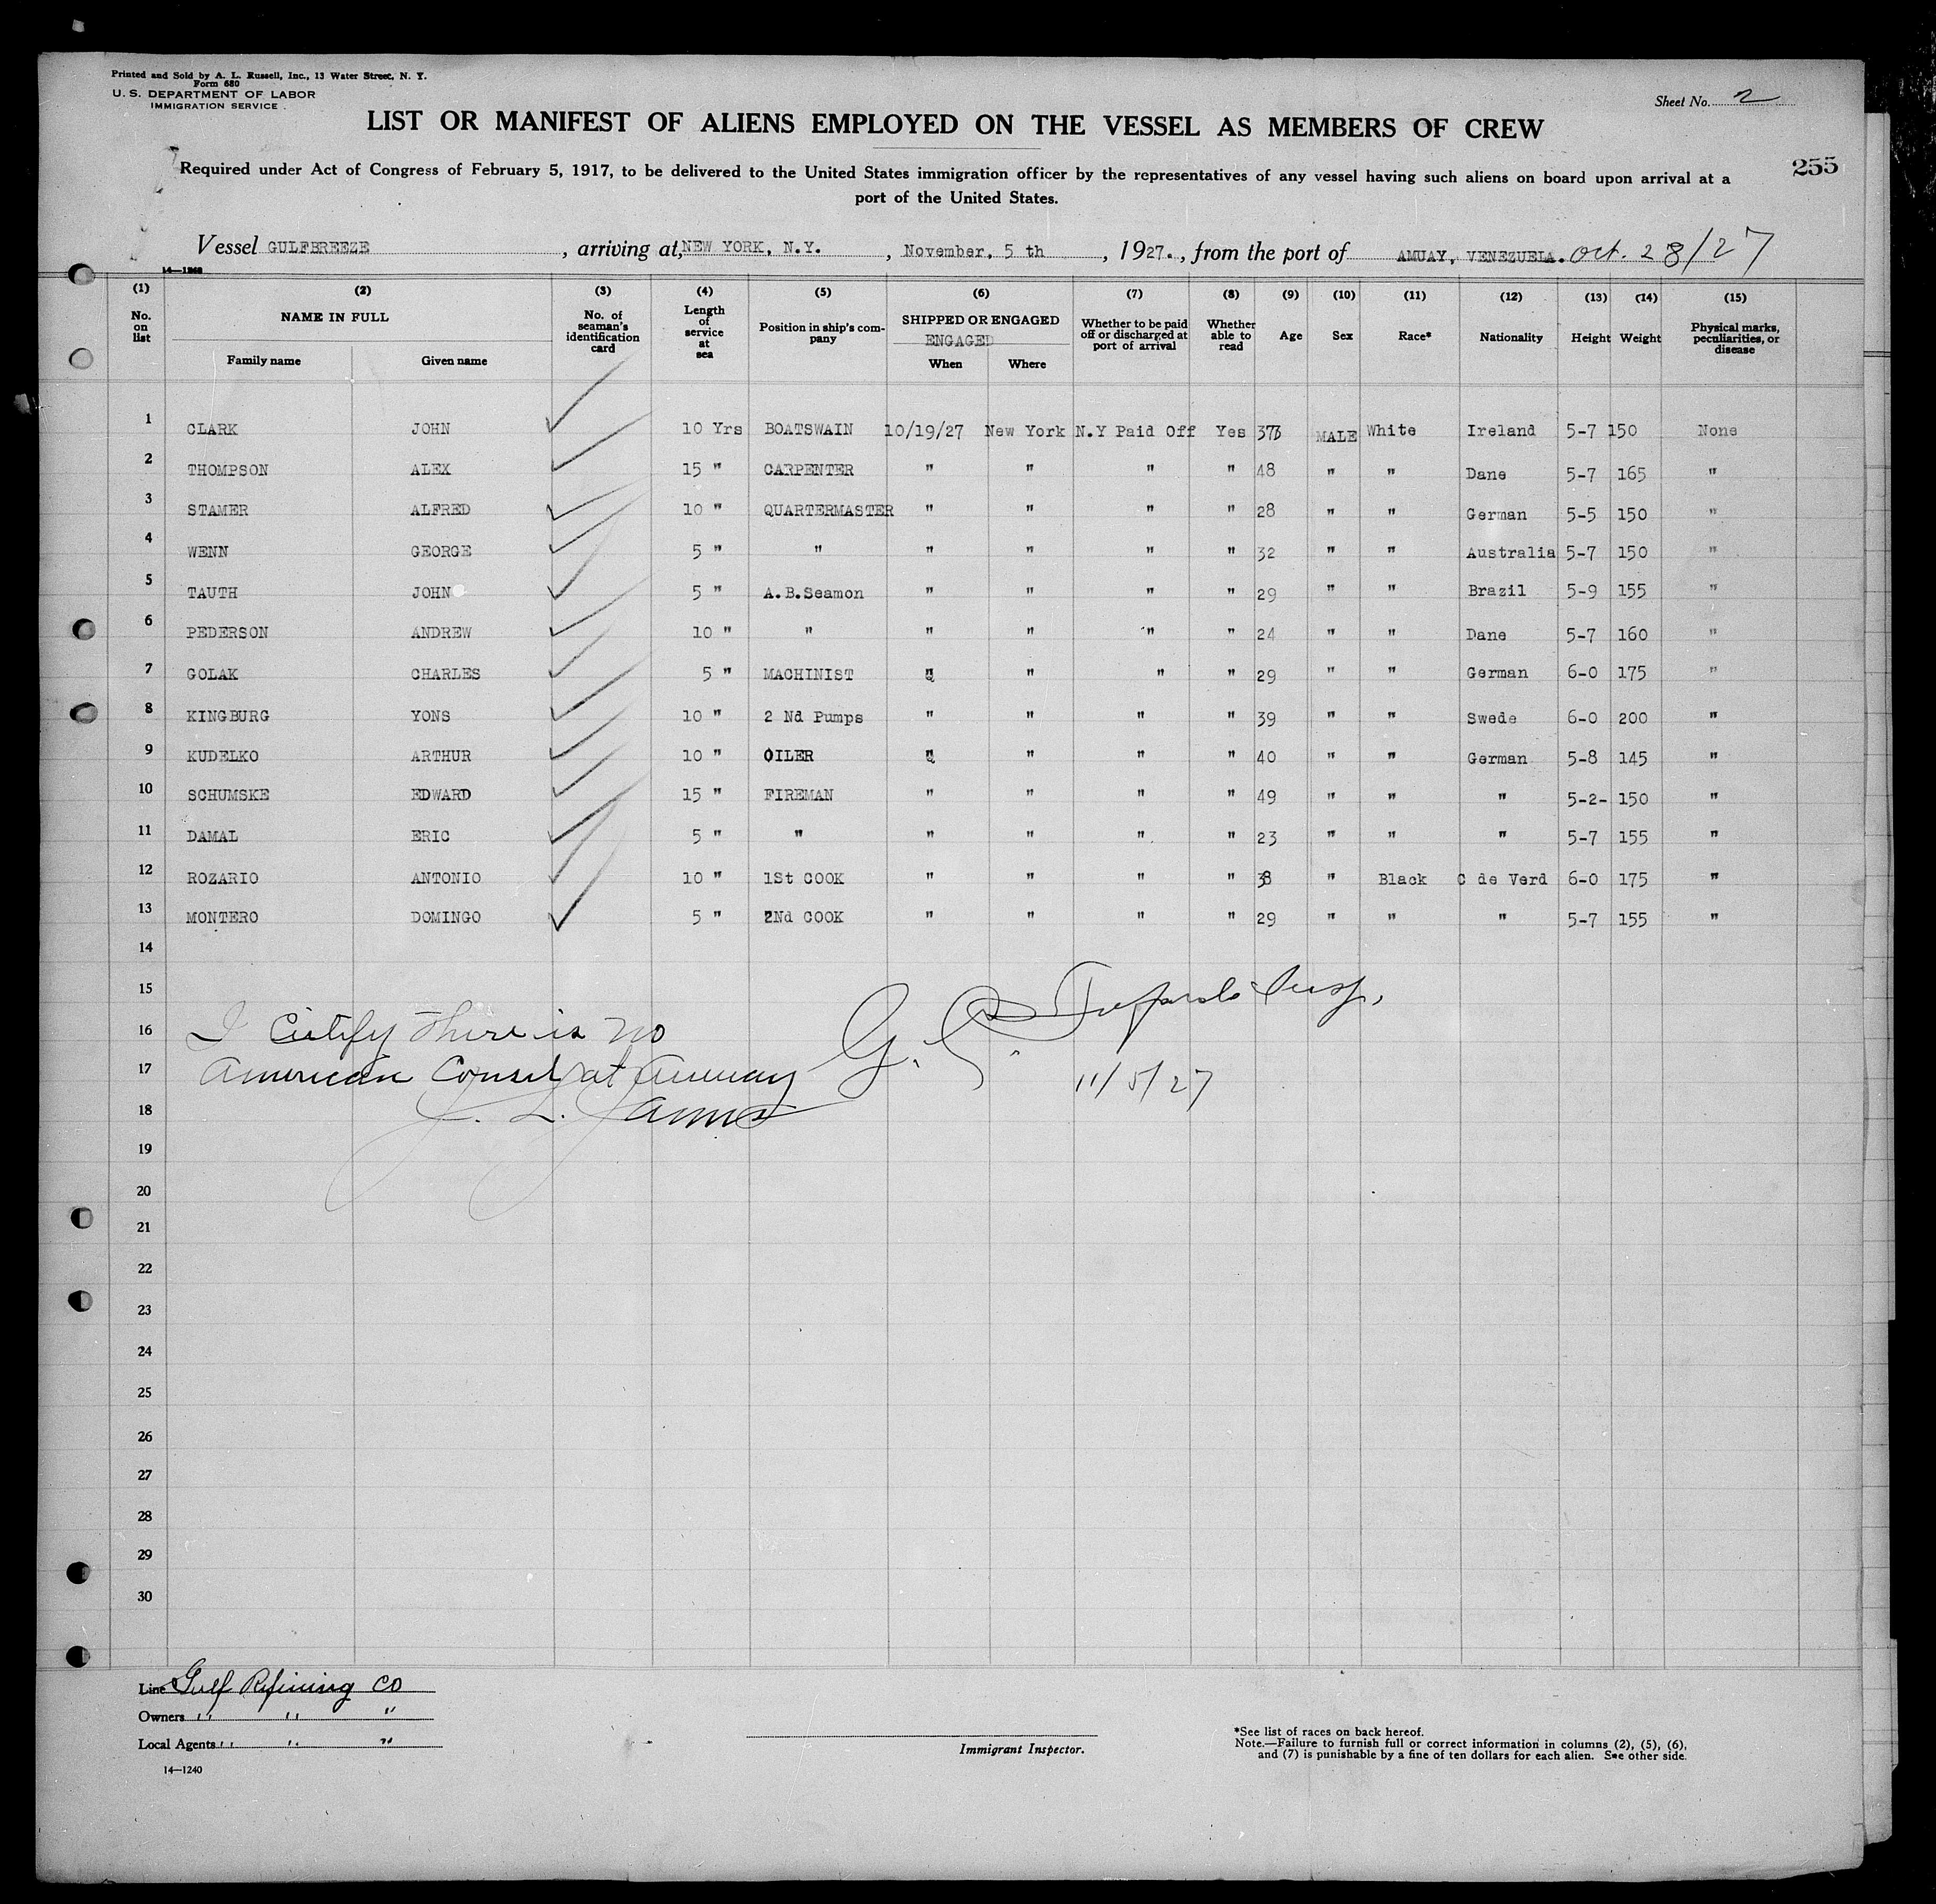 Printed and Sold by A. L. Russell, Inc., 13 Water Street, N. Y.
Form 680
U. S. DEPARTMENT OF LABOR
IMMIGRATION SERVICE
Sheet No. 2
LIST OR MANIFEST OF ALIENS EMPLOYED ON THE VESSEL AS MEMBERS OF CREW
255
Required under Act of Congress of February 5, 1917, to be delivered to the United States immigration officer by the representatives of any vessel having such aliens on board upon arrival at a
port of the United States.
Vessel GULFBREEZE, arriving at, NEW YORK, N.Y., November, 5 th, 1927., from the port of AMUAY, VENEZUELA. Oct. 28/27
(1) (2) (3) (4) (5) (6) (7) (8) (9) (10) (11) (12) (13) (14) (15)
No. on list NAME IN FULL Family name Given name No. of seaman's identification card Length of service at sea Position in ship's company SHIPPED OR ENGAGED ENGAGED When Where Whether to be paid off or discharged at port of arrival Whether able to read Age Sex Race* Nationality Height Weight Physical marks, peculiarities, or disease
1 CLARK JOHN 10 Yrs BOATSWAIN 10/19/27 New York N.Y Paid Off Yes MALE White Ireland 5-7 150 None
2 THOMPSON ALEX 15 " CARPENTER " " " " 48 " " Dane 5-7 165 "
3 STAMER ALFRED 10 " QUARTERMASTER " " " " 28 " " German 5-5 150 "
4 WENN GEORGE 5 " " " " " " 32 " " Australia 5-7 150 "
5 TAUTH JOHN 5 " A.B.Seamon " " " " 29 " " Brazil 5-9 155 "
6 PEDERSON ANDREW 10 " " " " " " 24 " " Dane 5-7 160 "
7 GOLAK CHARLES 5 " MACHINIST " " " " 29 " " German 6-0 175 "
8 KINGBURG YONS 10 " 2 Nd Pumps " " " " 39 " " Swede 6-0 200 "
9 KUDELKO ARTHUR 10 " OILER " " " " 40 " " German 5-8 145 "
10 SCHUMSKE EDWARD 15 " FIREMAN " " " " 49 " " " 5-2- 150 "
11 DAMAL ERIC 5 " " " " " " 23 " " " 5-7 155 "
12 ROZARIO ANTONIO 10 " 1St COOK " " " " 38 " Black C de Verd 6-0 175 "
13 MONTERO DOMINGO 5 " 2Nd COOK " " " " 29 " " " 5-7 155 "
14
15
16 I Certify there is no
17 American Consul at Amuay
11/5/27
18
19
20
21
22
23
24
25
26
27
28
29
30
Line Gulf Refining Co
Owners " " "
Local Agents " " "
14—1240
Immigrant Inspector.
*See list of races on back hereof.
Note.—Failure to furnish full or correct information in columns (2), (5), (6),
and (7) is punishable by a fine of ten dollars for each alien. See other side.